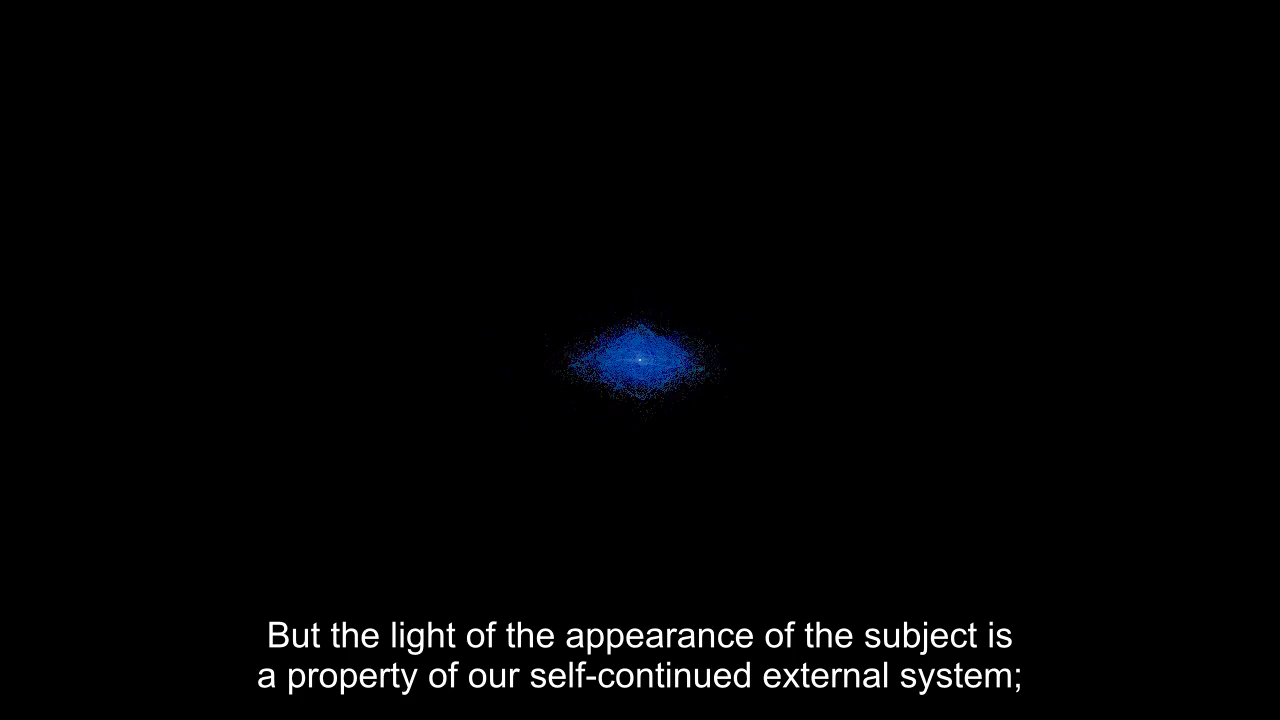 But the light of the appearance of the subject is
a property of our self-continued external system;